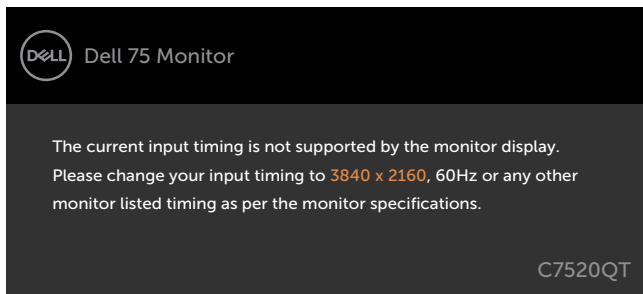 DELL
Dell 75 Monitor
The current input timing is not supported by the monitor display.
Please change your input timing to 3840 x 2160, 60Hz or any other
monitor listed timing as per the monitor specifications.
C7520QT